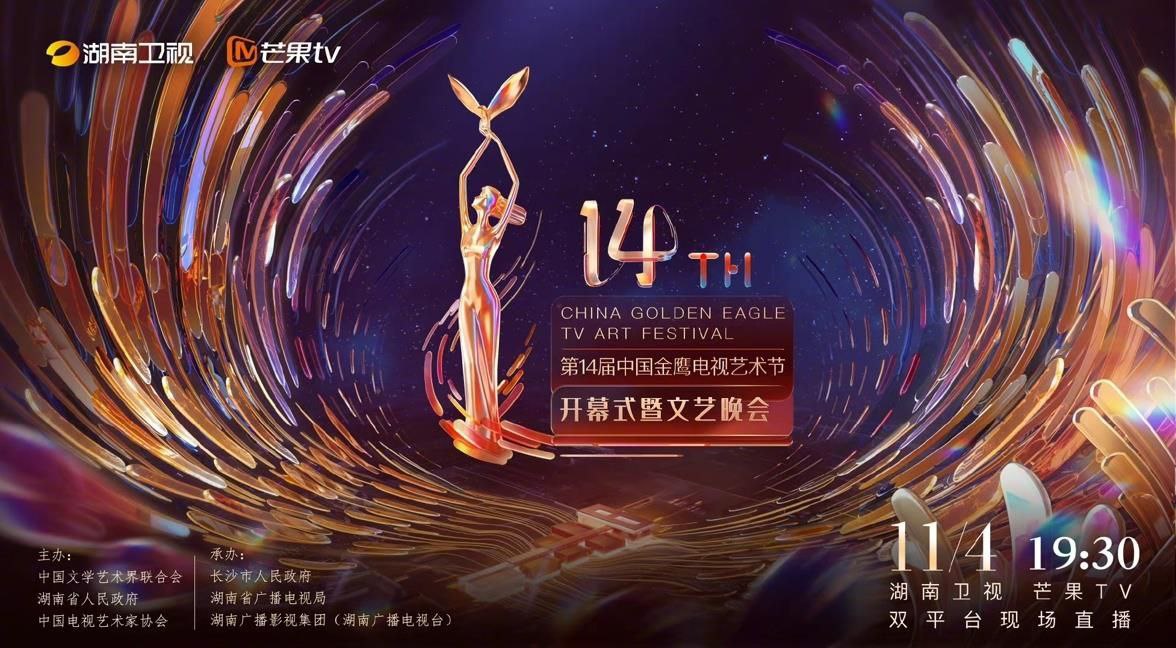 湖南卫视 芒果tv
14TH
CHINA GOLDEN EAGLE
TV ART FESTIVAL
第14届中国金鹰电视艺术节
开幕式暨文艺晚会
主办：
中国文学艺术界联合会
湖南省人民政府
中国电视艺术家协会
承办：
长沙市人民政府
湖南省广播电视局
湖南广播影视集团（湖南广播电视台）
11/4 19:30
湖南卫视 芒果TV
双平台现场直播